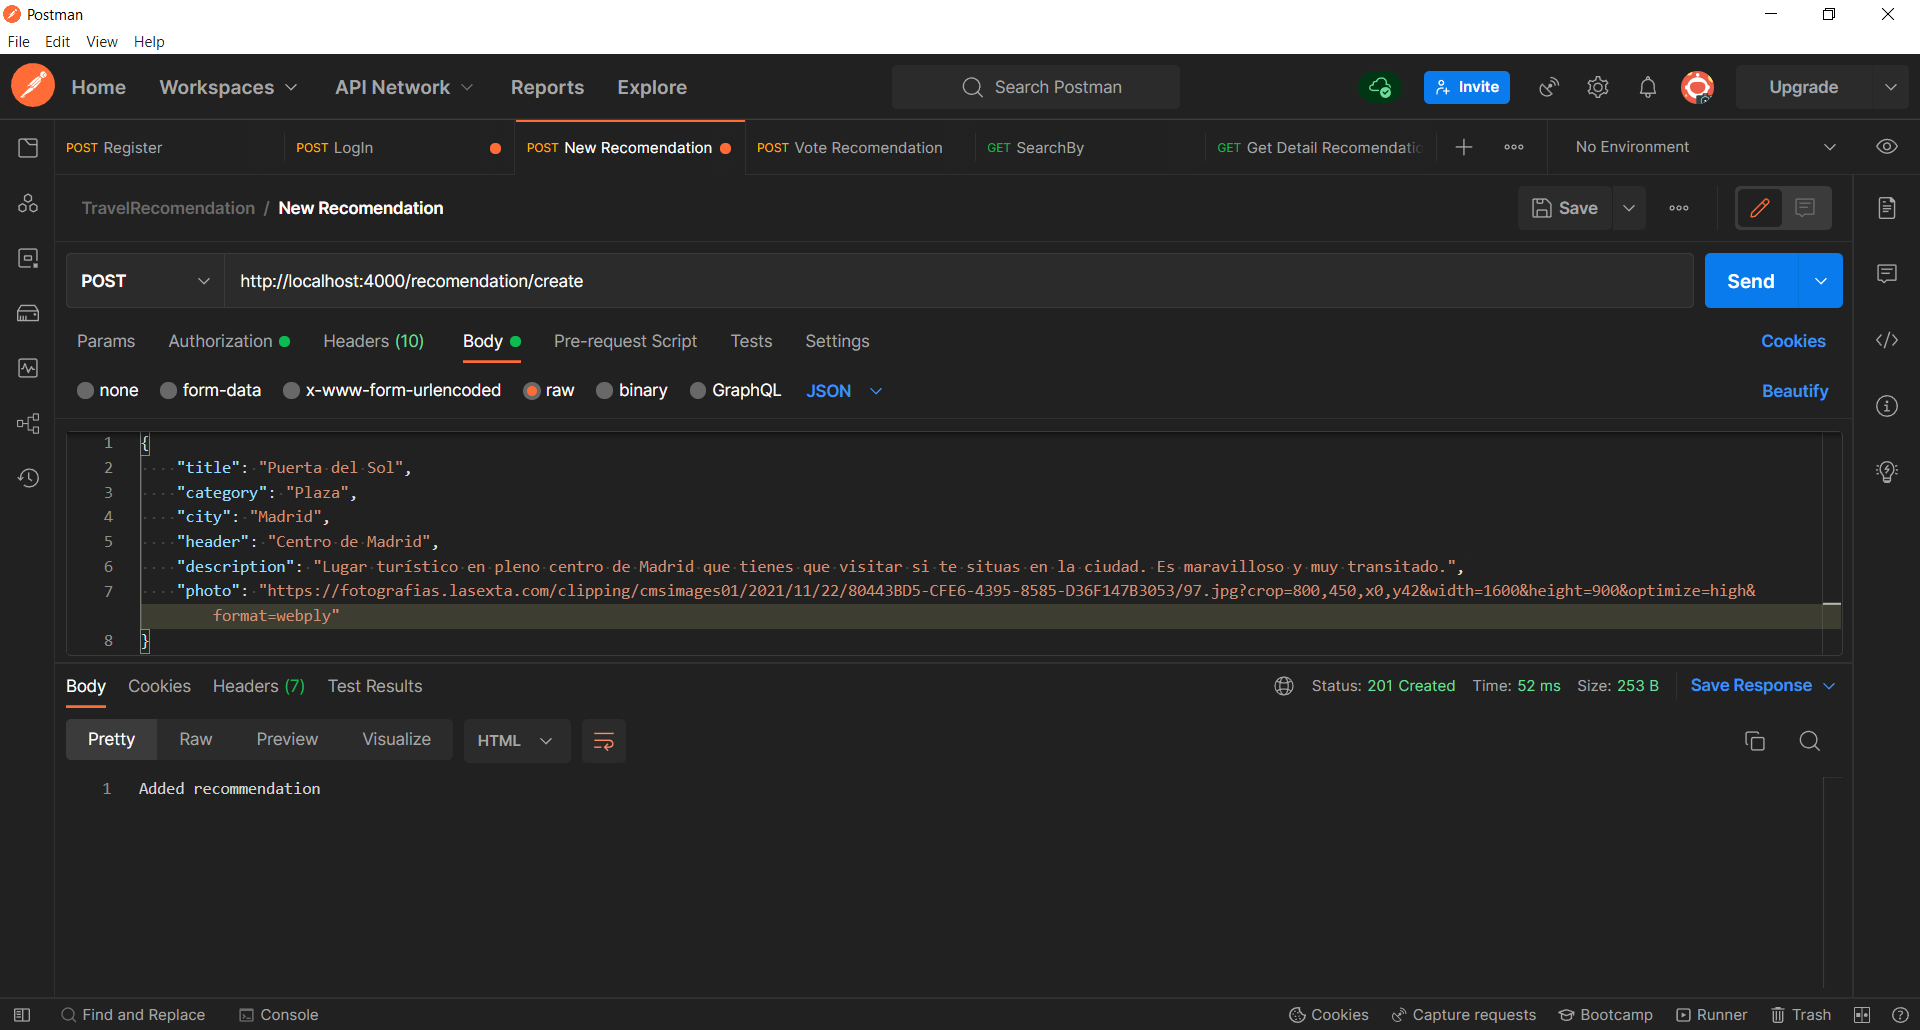 Postman
File Edit View Help
Home Workspaces API Network Reports Explore Search Postman Invite Upgrade
POST Register POST LogIn POST New Recomendation POST Vote Recomendation GET SearchBy GET Get Detail Recomendatio No Environment
TravelRecomendation / New Recomendation Save
POST http://localhost:4000/recomendation/create Send
Params Authorization Headers (10) Body Pre-request Script Tests Settings Cookies
none form-data x-www-form-urlencoded raw binary GraphQL JSON Beautify
1 {
2 "title": "Puerta del Sol",
3 "category": "Plaza",
4 "city": "Madrid",
5 "header": "Centro de Madrid",
6 "description": "Lugar turístico en pleno centro de Madrid que tienes que visitar si te situas en la ciudad. Es maravilloso y muy transitado.",
7 "photo": "https://fotografias.lasexta.com/clipping/cmsimages01/2021/11/22/80443BD5-CFE6-4395-8585-D36F147B3053/97.jpg?crop=800,450,x0,y42&width=1600&height=900&optimize=high&
format=webply"
8 }
Body Cookies Headers (7) Test Results Status: 201 Created Time: 52 ms Size: 253 B Save Response
Pretty Raw Preview Visualize HTML
1 Added recommendation
Find and Replace Console Cookies Capture requests Bootcamp Runner Trash